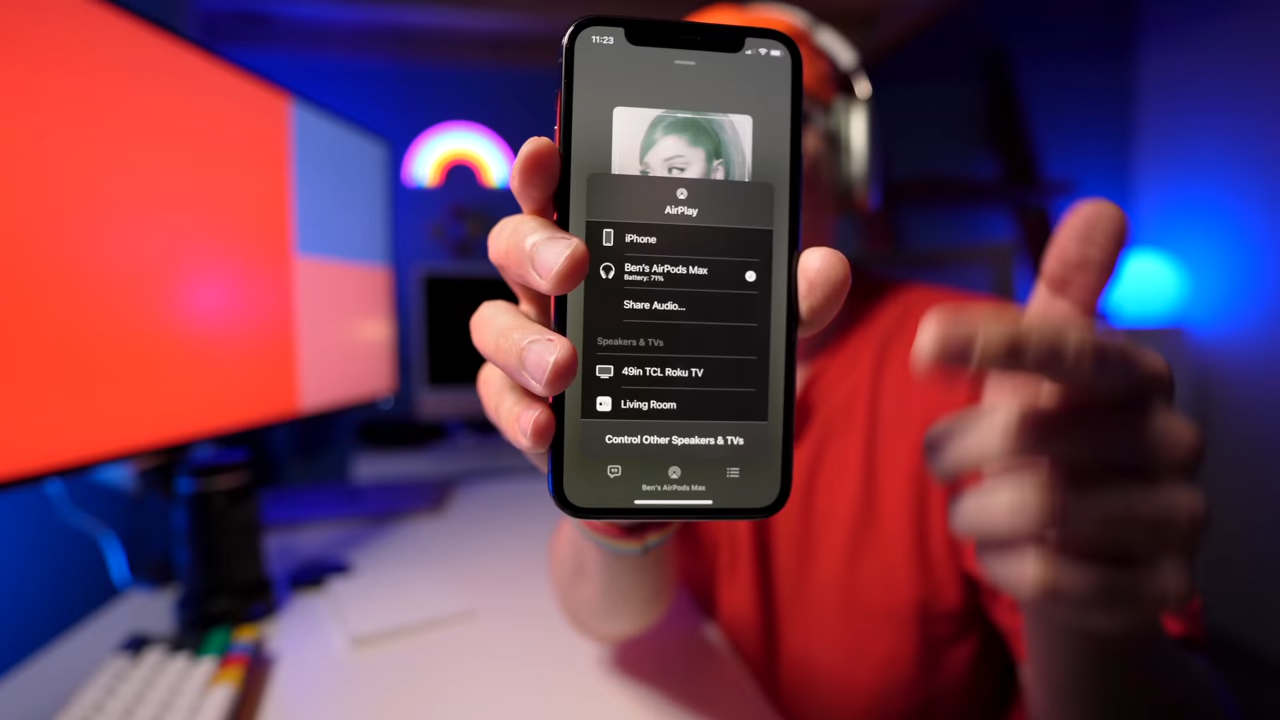 11:23
AirPlay
iPhone
Ben's AirPods Max
Battery: 71%
Share Audio...
Speakers & TVs
49in TCL Roku TV
Living Room
Control Other Speakers & TVs
Ben's AirPods Max